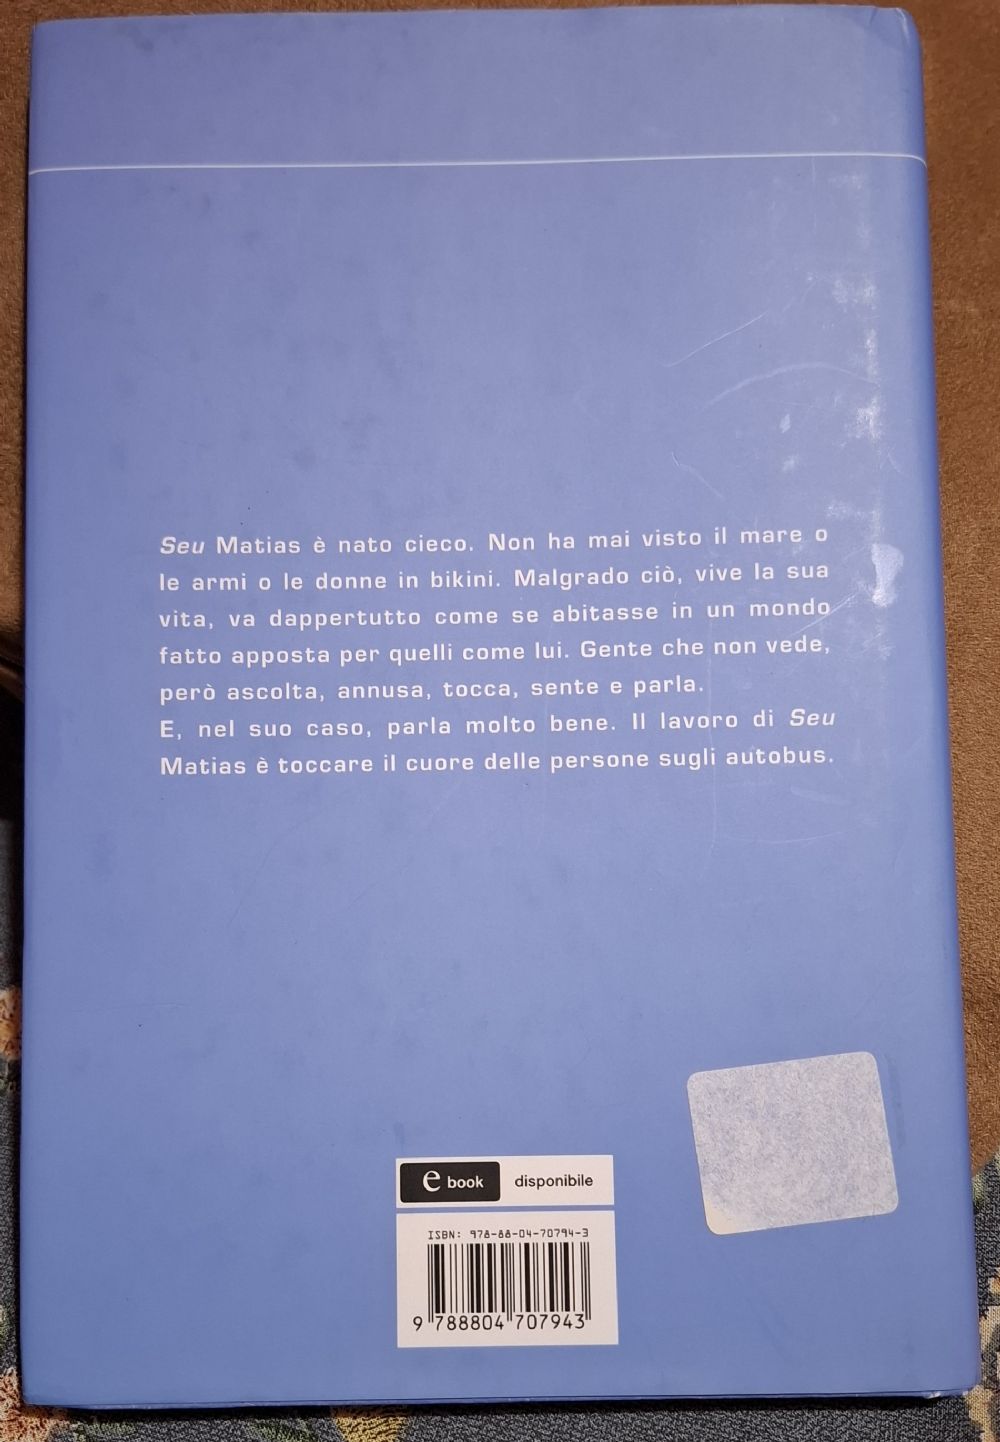 Seu Matias è nato cieco. Non ha mai visto il mare o
le armi o le donne in bikini. Malgrado ciò, vive la sua
vita, va dappertutto come se abitasse in un mondo
fatto apposta per quelli come lui. Gente che non vede,
però ascolta, annusa, tocca, sente e parla.
E, nel suo caso, parla molto bene. Il lavoro di Seu
Matias è toccare il cuore delle persone sugli autobus.
e book disponibile
ISBN: 978-88-04-70794-3
9 788804 707943